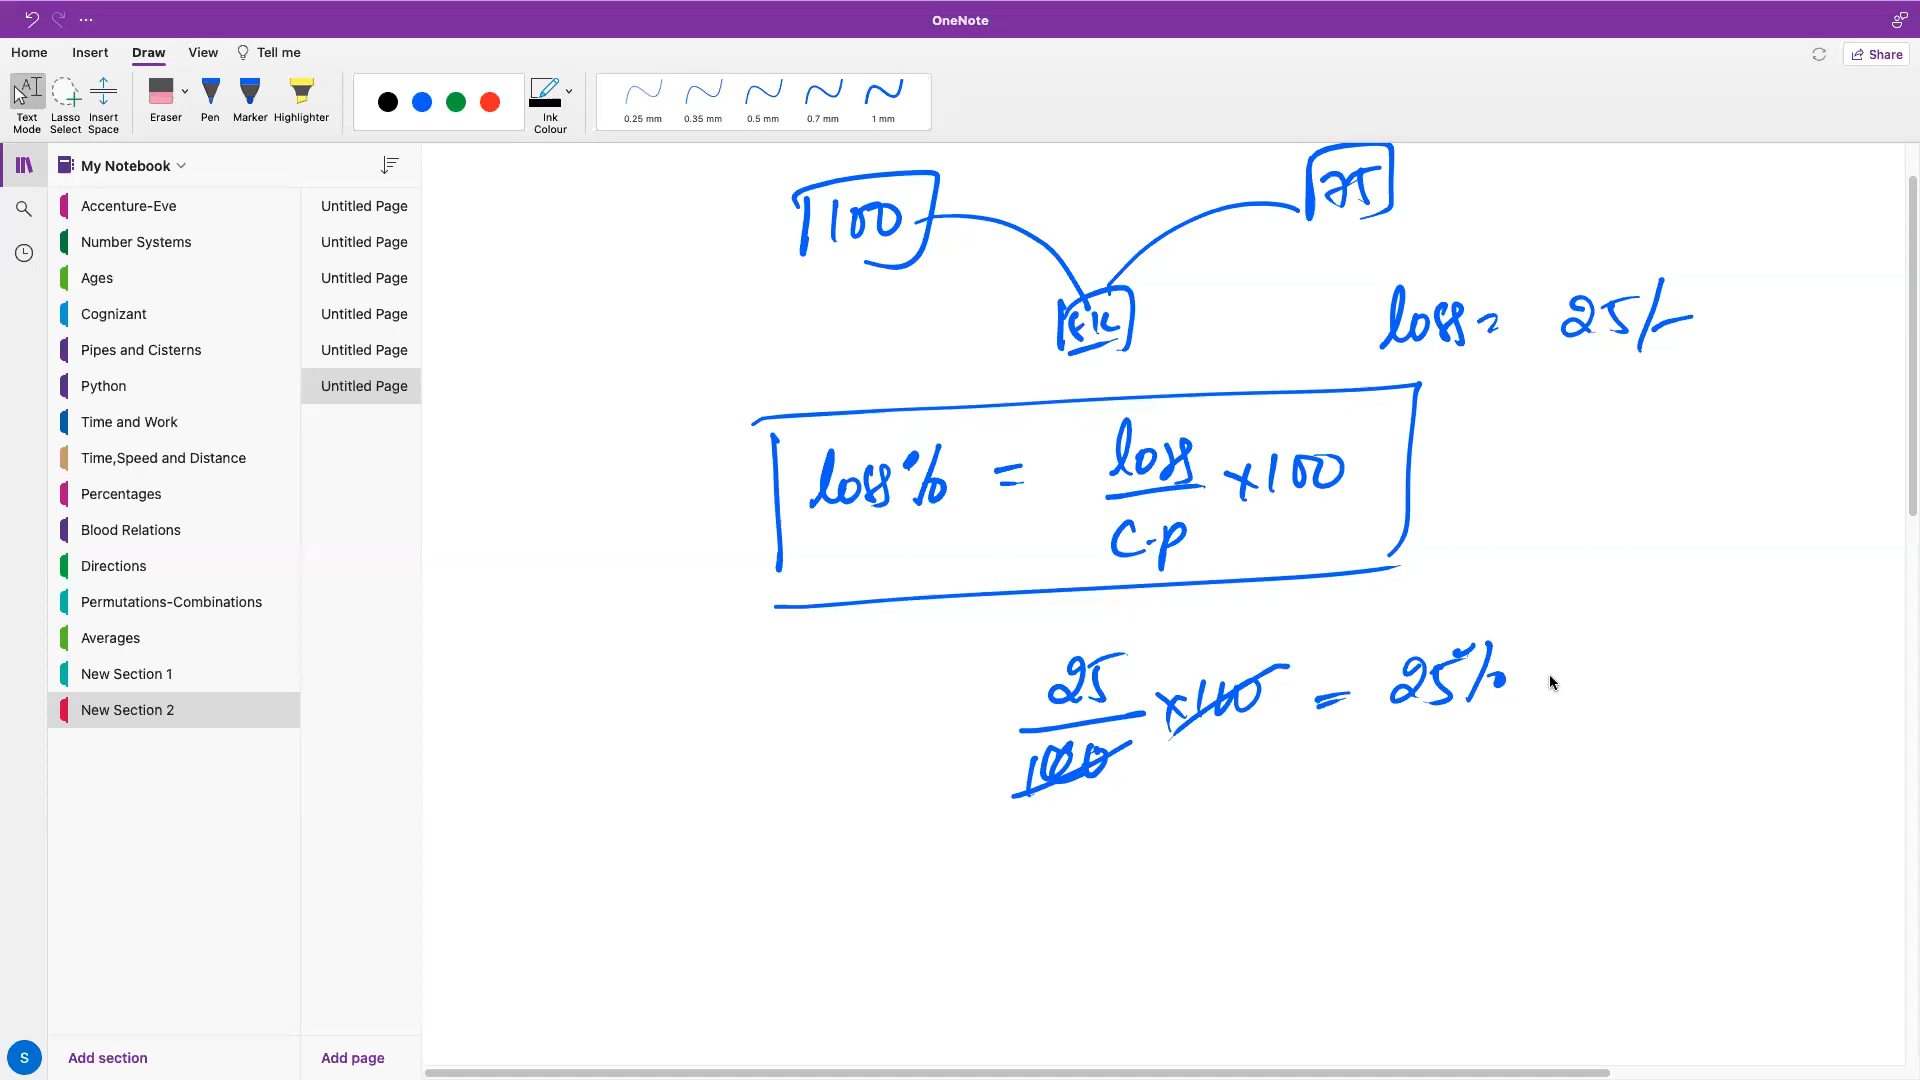 OneNote
Home Insert Draw View Tell me
Share
Text Mode
Lasso Select
Insert Space
Eraser
Pen
Marker
Highlighter
Ink Colour
0.25 mm
0.35 mm
0.5 mm
0.7 mm
1 mm
My Notebook
Accenture-Eve
Number Systems
Ages
Cognizant
Pipes and Cisterns
Python
Time and Work
Time,Speed and Distance
Percentages
Blood Relations
Directions
Permutations-Combinations
Averages
New Section 1
New Section 2
Untitled Page
Untitled Page
Untitled Page
Untitled Page
Untitled Page
Untitled Page
100
75
loss = 25/-
loss% = loss/C.P ×100
25/100 ×100 = 25%
S
Add section
Add page